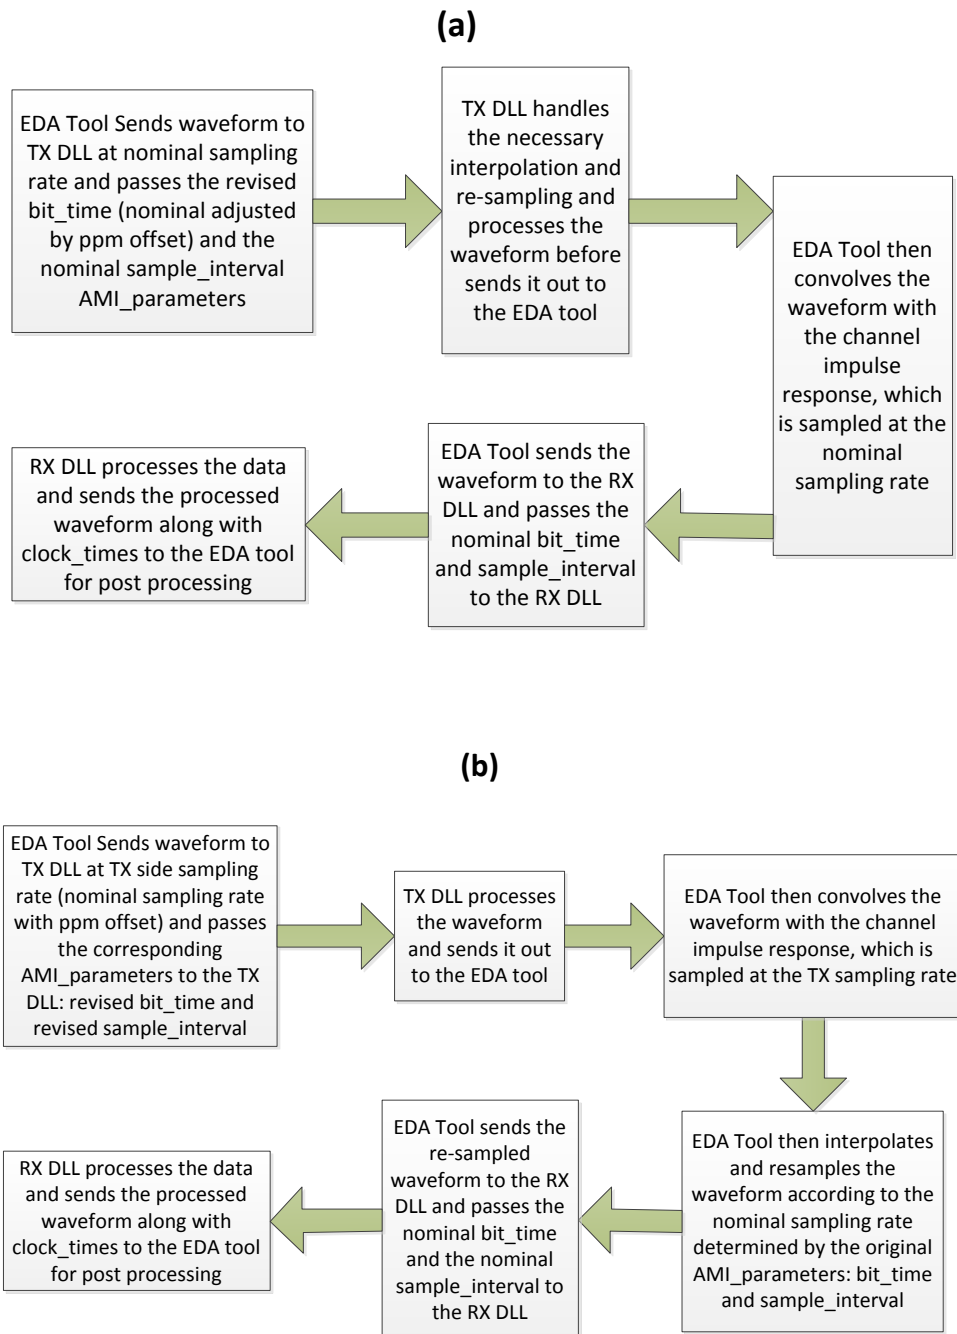 (a)
EDA Tool Sends waveform to
TX DLL at nominal sampling
rate and passes the revised
bit_time (nominal adjusted
by ppm offset) and the
nominal sample_interval
AMI_parameters
TX DLL handles
the necessary
interpolation and
re-sampling and
processes the
waveform before
sends it out to
the EDA tool
EDA Tool then
convolves the
waveform with
the channel
impulse
response, which
is sampled at the
nominal
sampling rate
EDA Tool sends the
waveform to the RX
DLL and passes the
nominal bit_time
and sample_interval
to the RX DLL
RX DLL processes the data
and sends the processed
waveform along with
clock_times to the EDA tool
for post processing
(b)
EDA Tool Sends waveform to
TX DLL at TX side sampling
rate (nominal sampling rate
with ppm offset) and passes
the corresponding
AMI_parameters to the TX
DLL: revised bit_time and
revised sample_interval
TX DLL processes
the waveform
and sends it out
to the EDA tool
EDA Tool then convolves the
waveform with the channel
impulse response, which is
sampled at the TX sampling rate
EDA Tool then interpolates
and resamples the
waveform according to the
nominal sampling rate
determined by the original
AMI_parameters: bit_time
and sample_interval
EDA Tool sends the
re-sampled
waveform to the RX
DLL and passes the
nominal bit_time
and the nominal
sample_interval to
the RX DLL
RX DLL processes the data
and sends the processed
waveform along with
clock_times to the EDA tool
for post processing